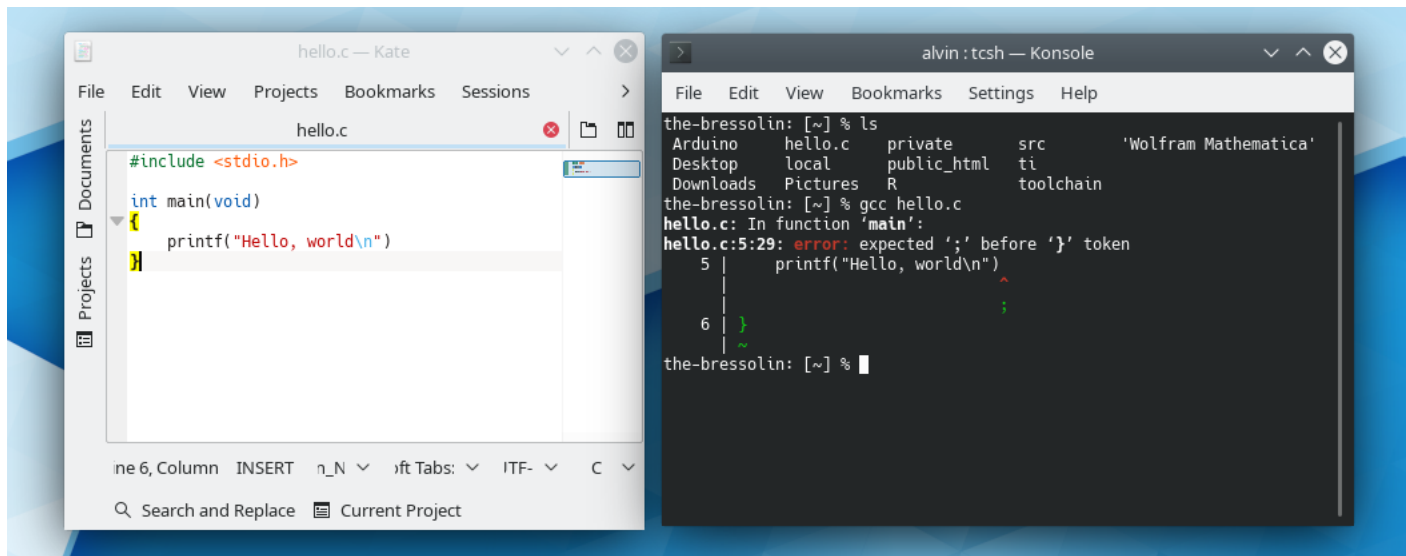 hello.c — Kate
File Edit View Projects Bookmarks Sessions
hello.c
Documents
Projects
#include <stdio.h>
int main(void)
{
printf("Hello, world\n")
}
ine 6, Column INSERT n_N oft Tabs: ITF- C
Search and Replace Current Project
alvin : tcsh — Konsole
File Edit View Bookmarks Settings Help
the-bressolin: [~] % ls
Arduino hello.c private src 'Wolfram Mathematica'
Desktop local public_html ti
Downloads Pictures R toolchain
the-bressolin: [~] % gcc hello.c
hello.c: In function ‘main’:
hello.c:5:29: error: expected ‘;’ before ‘}’ token
5 | printf("Hello, world\n")
| ^
| ;
6 | }
| ~
the-bressolin: [~] %